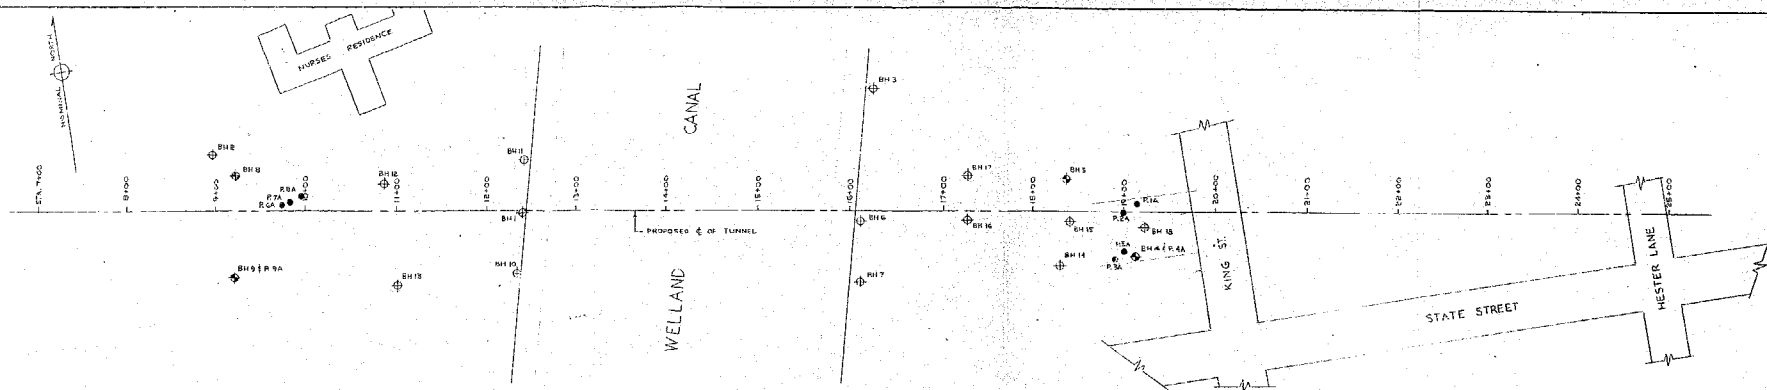 NOMINAL NORTH
NURSES RESIDENCE
BH 3
CANAL
BH 2
BH 8
BH 12
BH 11
BH 17
BH 5
P.8A
P.7A
P.6A
P.1A
P.2A
STA. 7+00
8+00
9+00
10+00
11+00
12+00
13+00
14+00
15+00
16+00
17+00
18+00
19+00
20+00
21+00
22+00
23+00
24+00
25+00
BH 1
BH 6
BH 16
BH 15
BH 18
PROPOSED ℄ OF TUNNEL
BH 9 & P. 9A
BH 13
BH 10
WELLAND
BH 7
BH 14
BH 4 & P. 4A
P.3A
KING ST.
HESTER LANE
STATE STREET